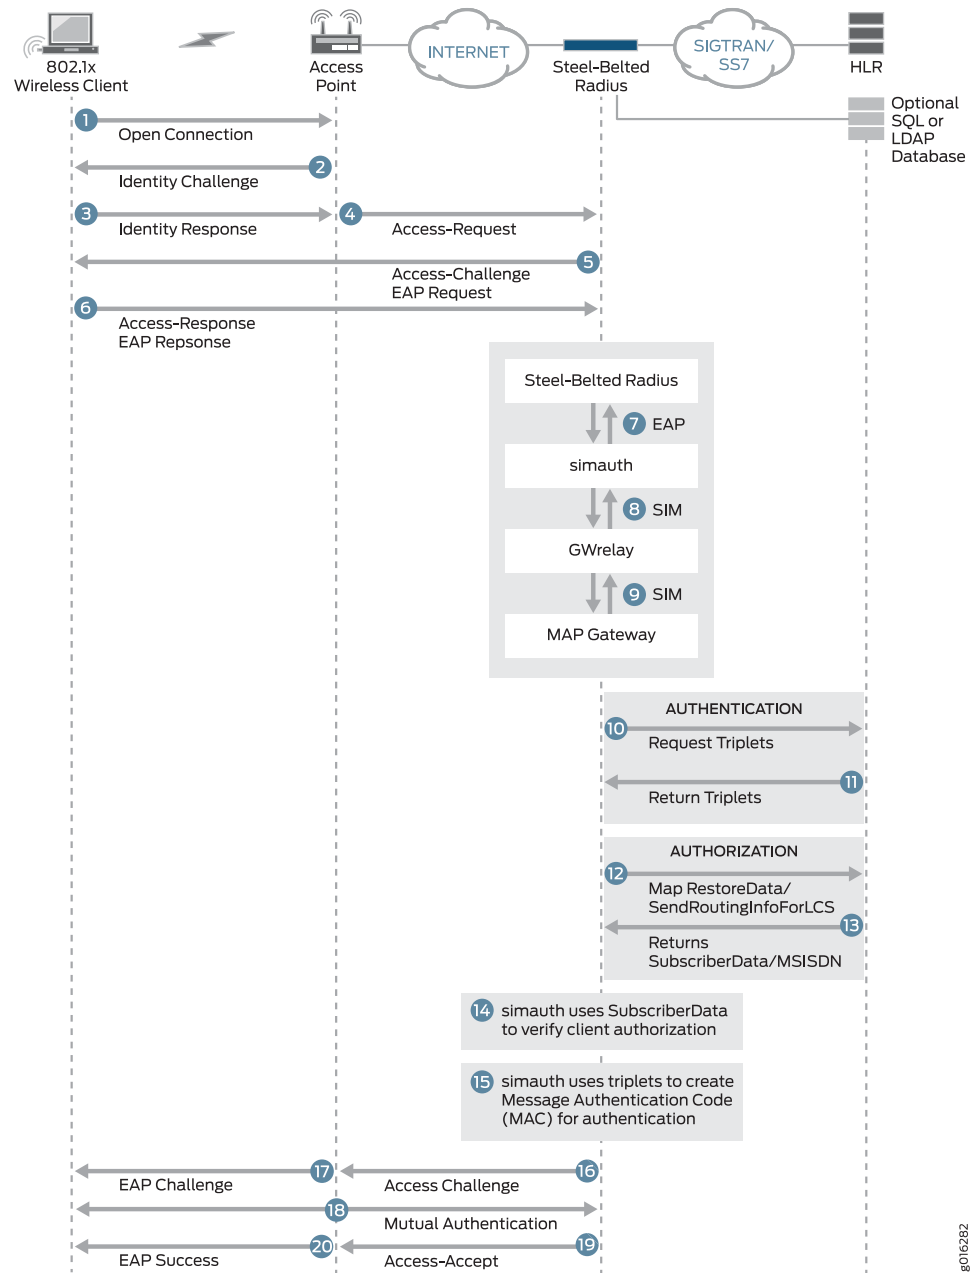 802.1x
Wireless Client
Access
Point
INTERNET
Steel-Belted
Radius
SIGTRAN/
SS7
HLR
Optional
SQL or
LDAP
Database
1
Open Connection
2
Identity Challenge
3
Identity Response
4
Access-Request
5
Access-Challenge
EAP Request
6
Access-Response
EAP Repsonse
Steel-Belted Radius
7 EAP
simauth
8 SIM
GWrelay
9 SIM
MAP Gateway
AUTHENTICATION
10
Request Triplets
11
Return Triplets
AUTHORIZATION
12
Map RestoreData/
SendRoutingInfoForLCS
13
Returns
SubscriberData/MSISDN
14 simauth uses SubscriberData
to verify client authorization
15 simauth uses triplets to create
Message Authentication Code
(MAC) for authentication
16
Access Challenge
17
EAP Challenge
18
Mutual Authentication
19
Access-Accept
20
EAP Success
g016282